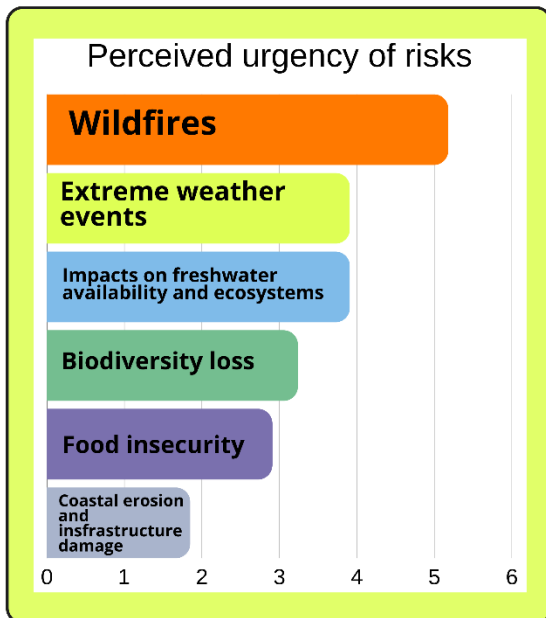 Perceived urgency of risks
Wildfires
Extreme weather
events
Impacts on freshwater
availability and ecosystems
Biodiversity loss
Food insecurity
Coastal erosion
and
insfrastructure
damage
0 1 2 3 4 5 6